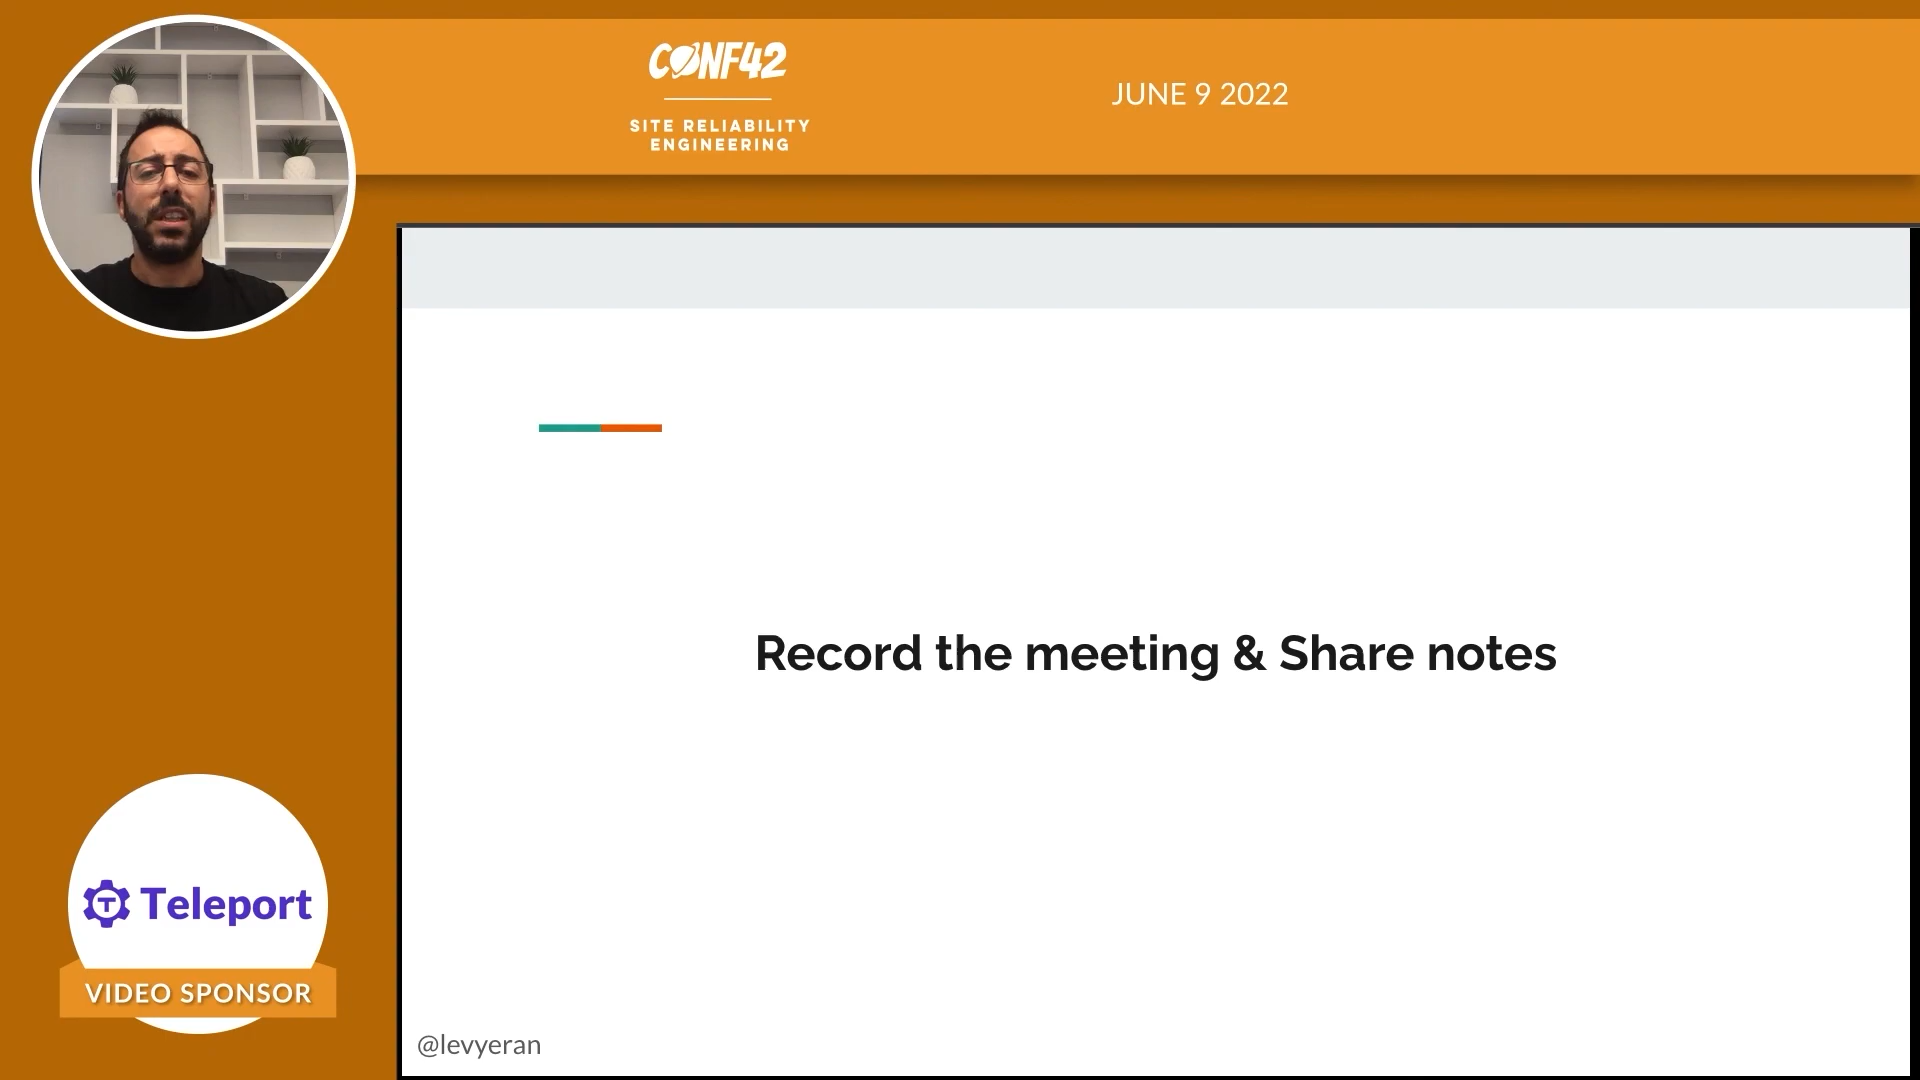 CONF42
SITE RELIABILITY
ENGINEERING
JUNE 9 2022
Record the meeting & Share notes
T Teleport
VIDEO SPONSOR
@levyeran